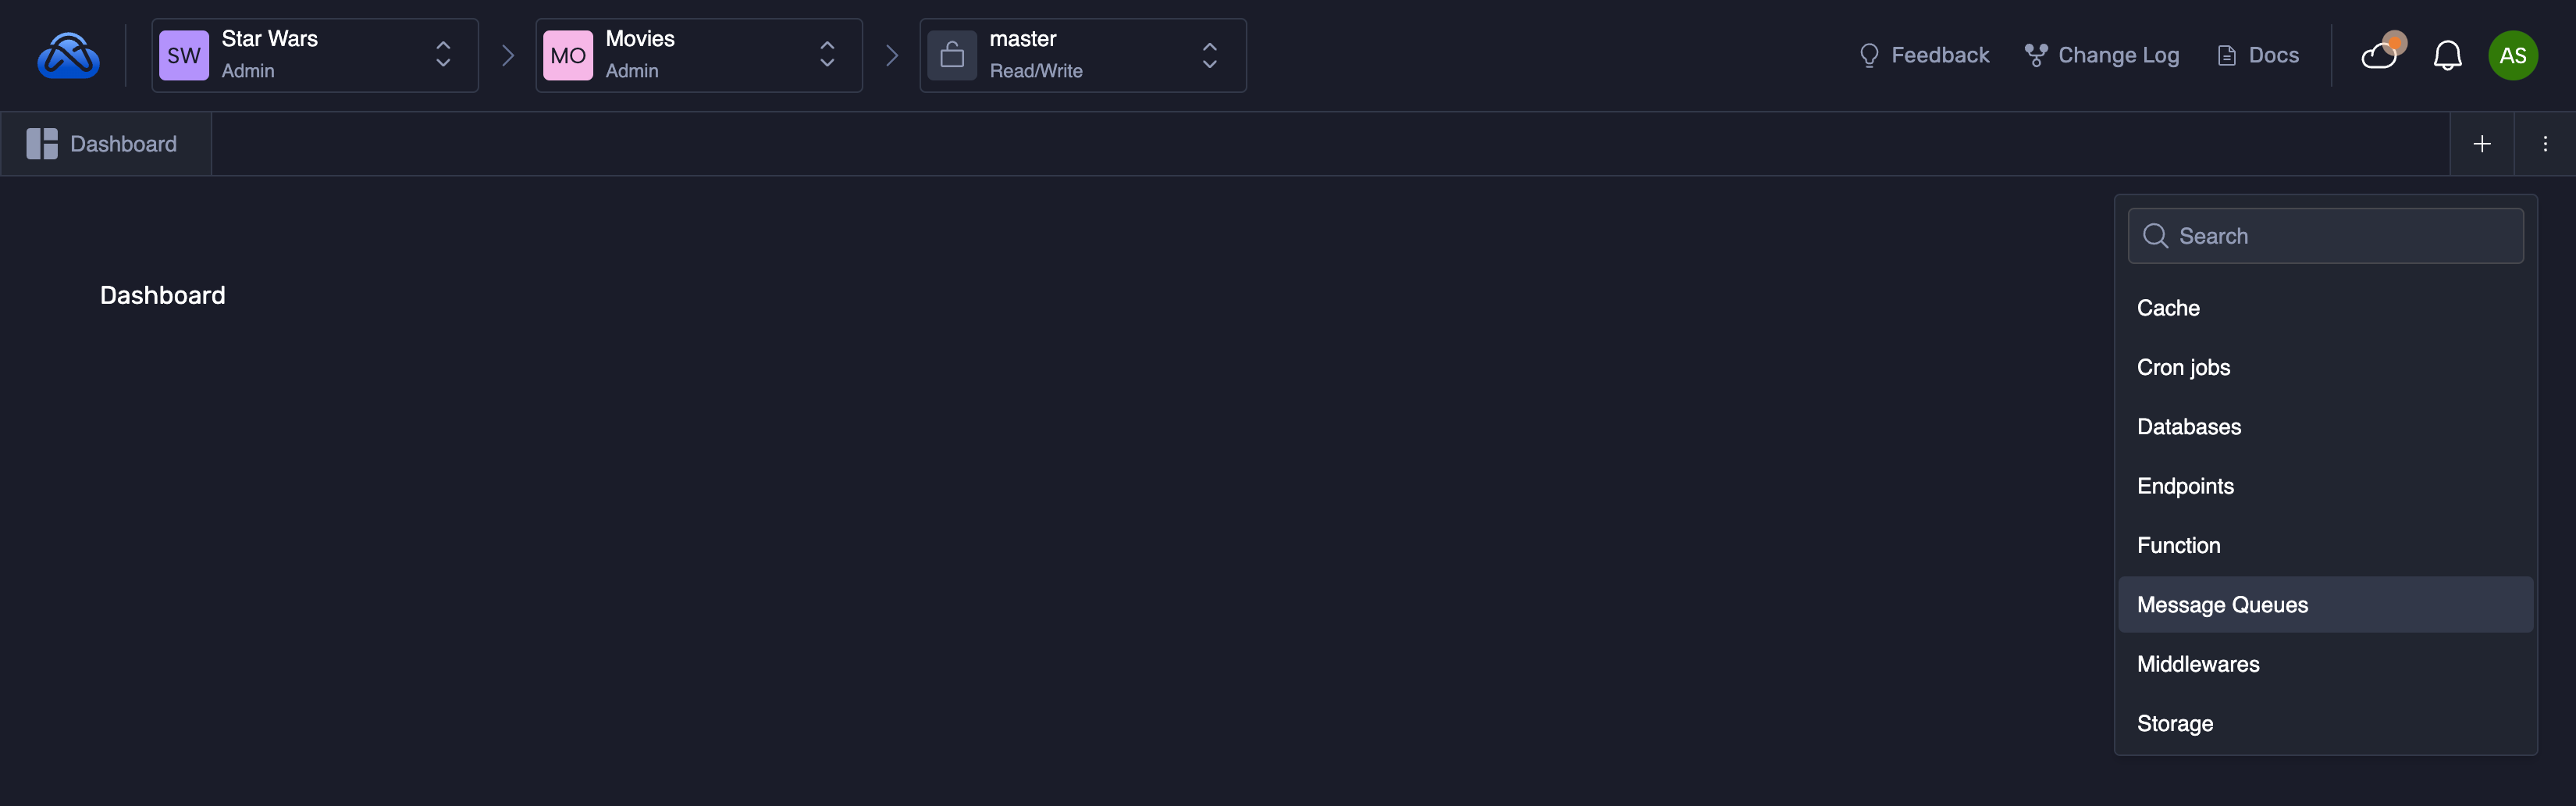 SW
Star Wars
Admin
MO
Movies
Admin
master
Read/Write
Feedback
Change Log
Docs
AS
Dashboard
Dashboard
Search
Cache
Cron jobs
Databases
Endpoints
Function
Message Queues
Middlewares
Storage